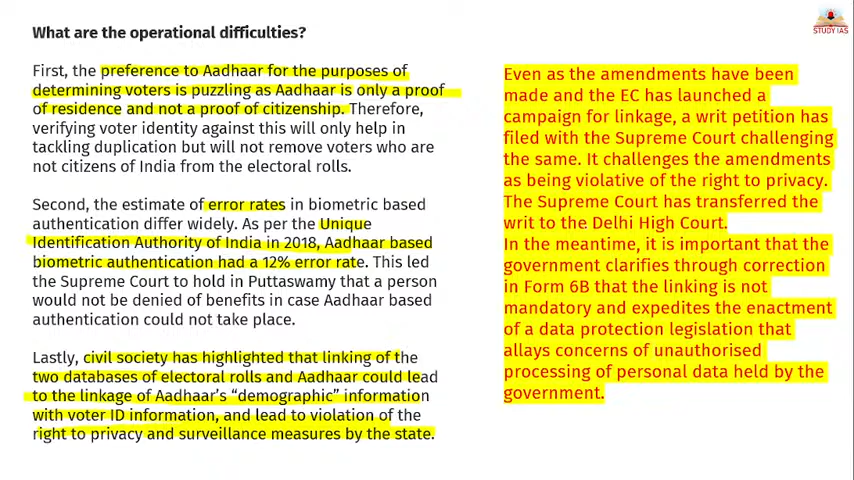 What are the operational difficulties?
First, the preference to Aadhaar for the purposes of
determining voters is puzzling as Aadhaar is only a proof
of residence and not a proof of citizenship. Therefore,
verifying voter identity against this will only help in
tackling duplication but will not remove voters who are
not citizens of India from the electoral rolls.
Second, the estimate of error rates in biometric based
authentication differ widely. As per the Unique
Identification Authority of India in 2018, Aadhaar based
biometric authentication had a 12% error rate. This led
the Supreme Court to hold in Puttaswamy that a person
would not be denied of benefits in case Aadhaar based
authentication could not take place.
Lastly, civil society has highlighted that linking of the
two databases of electoral rolls and Aadhaar could lead
to the linkage of Aadhaar's “demographic” information
with voter ID information, and lead to violation of the
right to privacy and surveillance measures by the state.
Even as the amendments have been
made and the EC has launched a
campaign for linkage, a writ petition has
filed with the Supreme Court challenging
the same. It challenges the amendments
as being violative of the right to privacy.
The Supreme Court has transferred the
writ to the Delhi High Court.
In the meantime, it is important that the
government clarifies through correction
in Form 6B that the linking is not
mandatory and expedites the enactment
of a data protection legislation that
allays concerns of unauthorised
processing of personal data held by the
government.
STUDY IAS